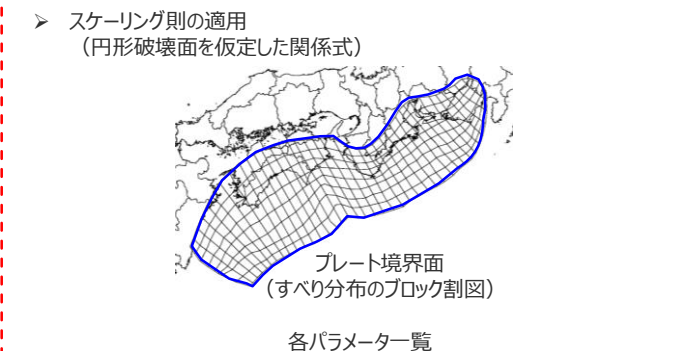 ➢ スケーリング則の適用
（円形破壊面を仮定した関係式）
プレート境界面
（すべり分布のブロック割図）
各パラメータ一覧